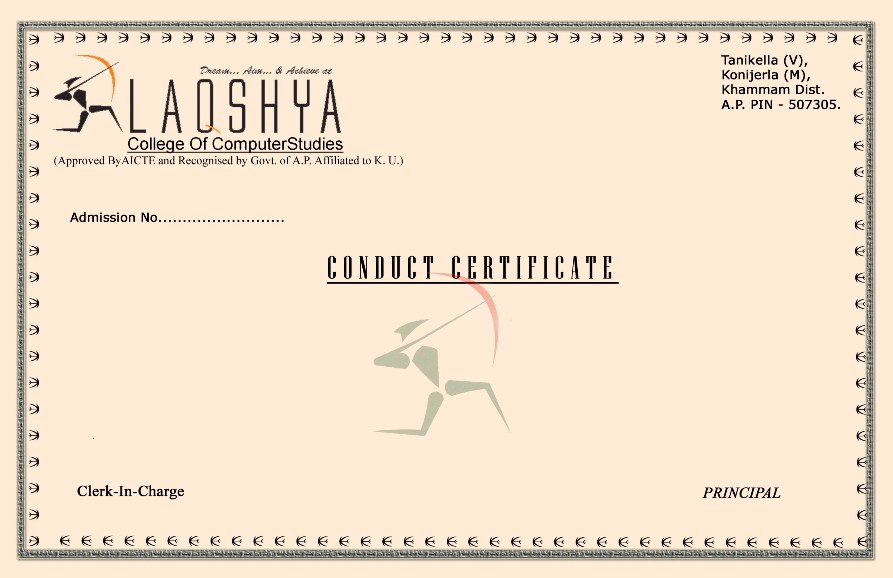 Dream... Aim... & Achieve at
LAQSHYA
College Of ComputerStudies
(Approved ByAICTE and Recognised by Govt. of A.P. Affiliated to K. U.)
Tanikella (V),
Konijerla (M),
Khammam Dist.
A.P. PIN - 507305.
Admission No..........................
CONDUCT CERTIFICATE
Clerk-In-Charge
PRINCIPAL